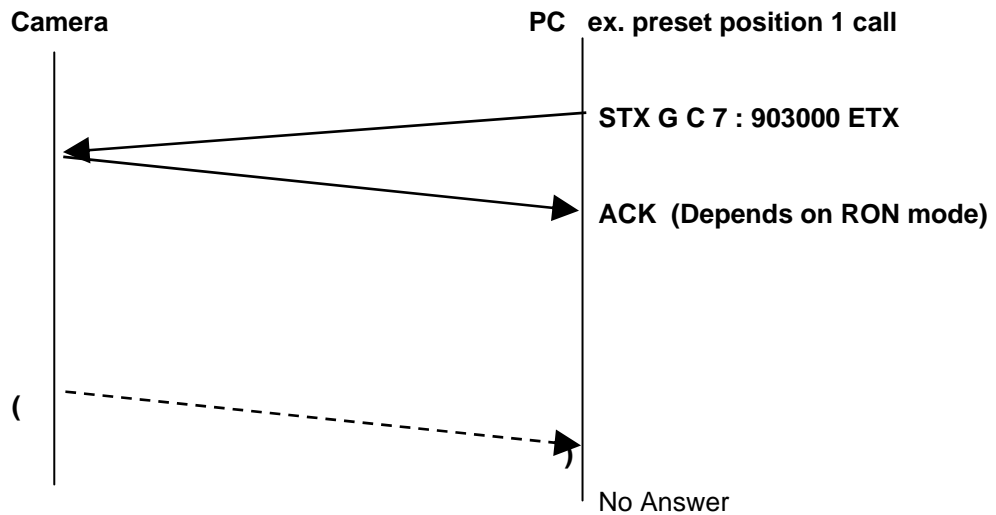 Camera PC ex. preset position 1 call
STX G C 7 : 903000 ETX
ACK (Depends on RON mode)
(
)
No Answer